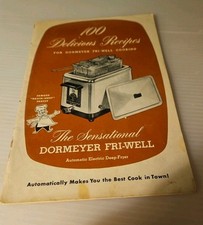 100
Delicious Recipes
FOR DORMEYER FRI-WELL COOKING
The Sensational
DORMEYER FRI-WELL
Automatic Electric Deep-Fryer
Automatically Makes You the Best Cook in Town!